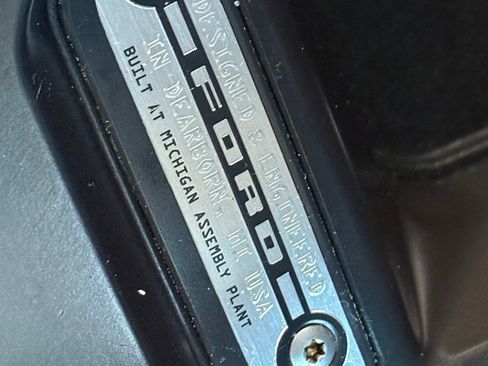 DESIGNED & ENGINEERED
FORD
IN DEARBORN, MI USA
BUILT AT MICHIGAN ASSEMBLY PLANT